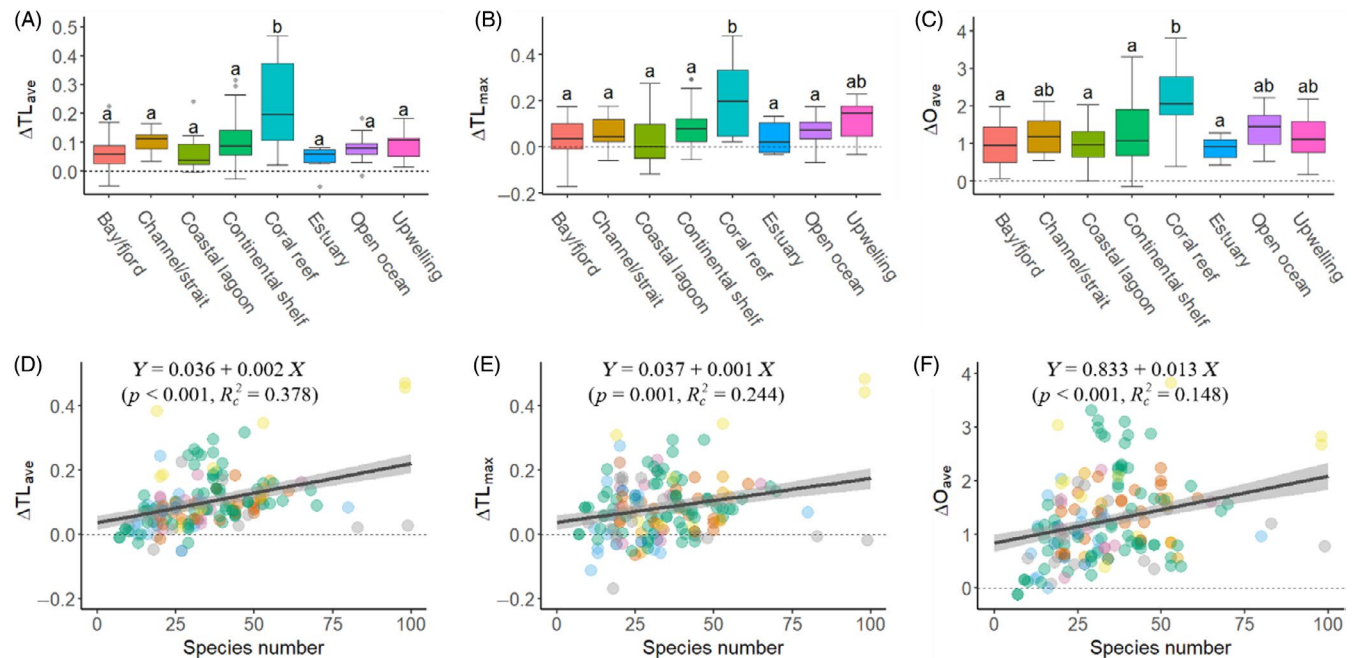 (A)
ΔTLave
0.5
0.4
0.3
0.2
0.1
0.0
a a a a b a a a
Bay/fjord
Channel/strait
Coastal lagoon
Continental shelf
Coral reef
Estuary
Open ocean
Upwelling
(B)
ΔTLmax
0.4
0.2
0.0
−0.2
a a a a b a a ab
Bay/fjord
Channel/strait
Coastal lagoon
Continental shelf
Coral reef
Estuary
Open ocean
Upwelling
(C)
ΔOave
4
3
2
1
0
a ab a a b a ab ab
Bay/fjord
Channel/strait
Coastal lagoon
Continental shelf
Coral reef
Estuary
Open ocean
Upwelling
(D)
Y = 0.036 + 0.002 X
(p < 0.001, R²c = 0.378)
ΔTLave
0.4
0.2
0.0
−0.2
0 25 50 75 100
Species number
(E)
Y = 0.037 + 0.001 X
(p = 0.001, R²c = 0.244)
ΔTLmax
0.4
0.2
0.0
−0.2
0 25 50 75 100
Species number
(F)
Y = 0.833 + 0.013 X
(p < 0.001, R²c = 0.148)
ΔOave
4
3
2
1
0
0 25 50 75 100
Species number